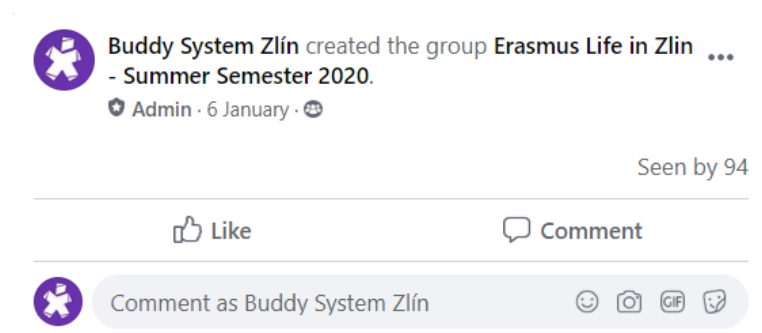 Buddy System Zlín created the group Erasmus Life in Zlin
- Summer Semester 2020.
Admin · 6 January ·
Seen by 94
Like Comment
Comment as Buddy System Zlín GIF